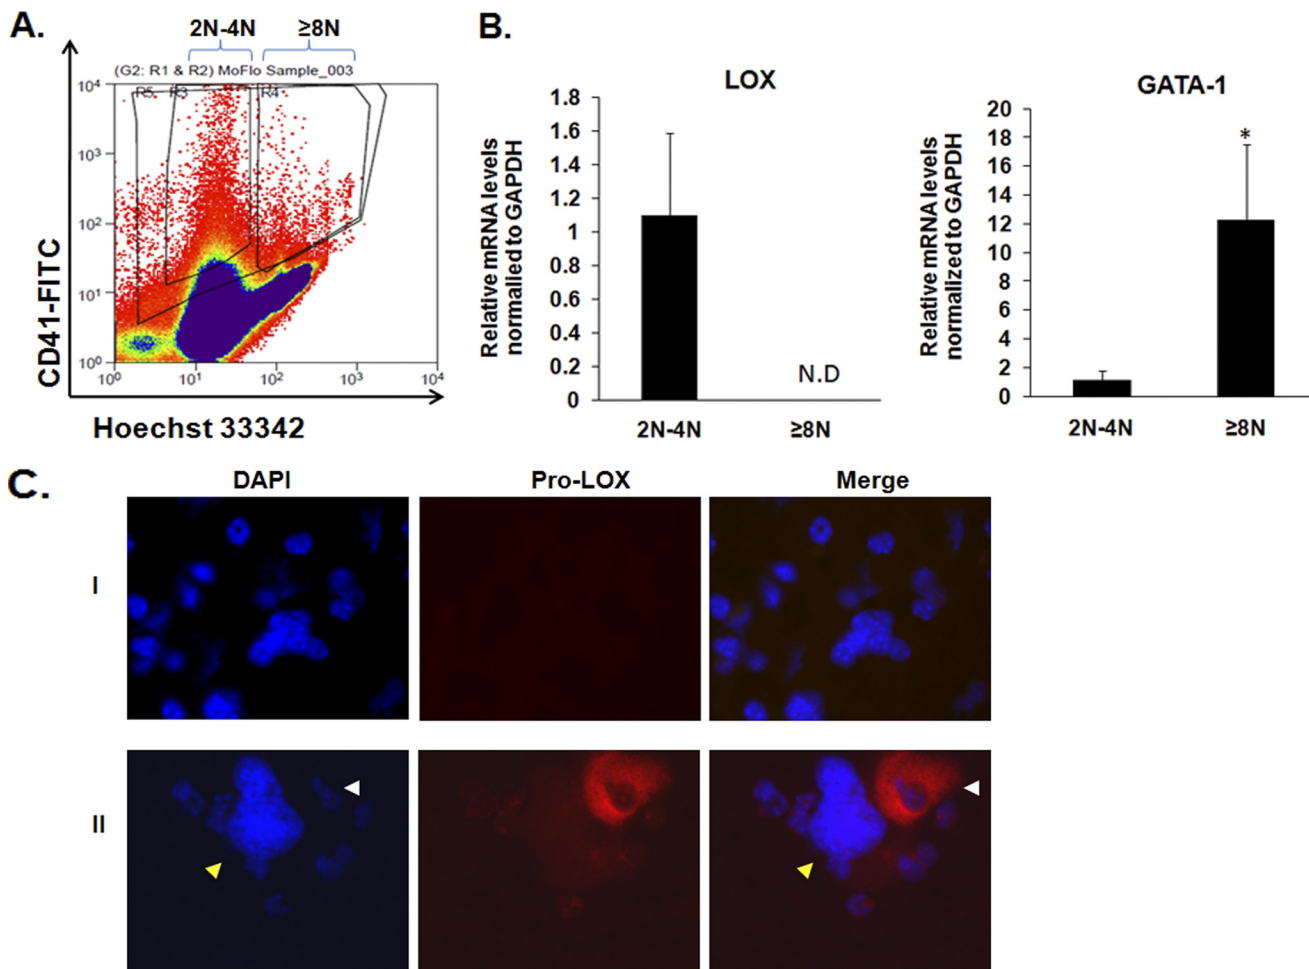 A.
2N-4N ≥8N
(G2: R1 & R2) MoFlo Sample_003
R5 R3 R4
10⁴
10³
10²
10¹
10⁰
10⁰ 10¹ 10² 10³ 10⁴
CD41-FITC
Hoechst 33342
B.
LOX
Relative mRNA levels
normalied to GAPDH
1.8
1.6
1.4
1.2
1
0.8
0.6
0.4
0.2
0
N.D
2N-4N ≥8N
GATA-1
Relative mRNA levels
normalized to GAPDH
20
18
16
14
12
10
8
6
4
2
0
*
2N-4N ≥8N
C.
DAPI Pro-LOX Merge
I
II